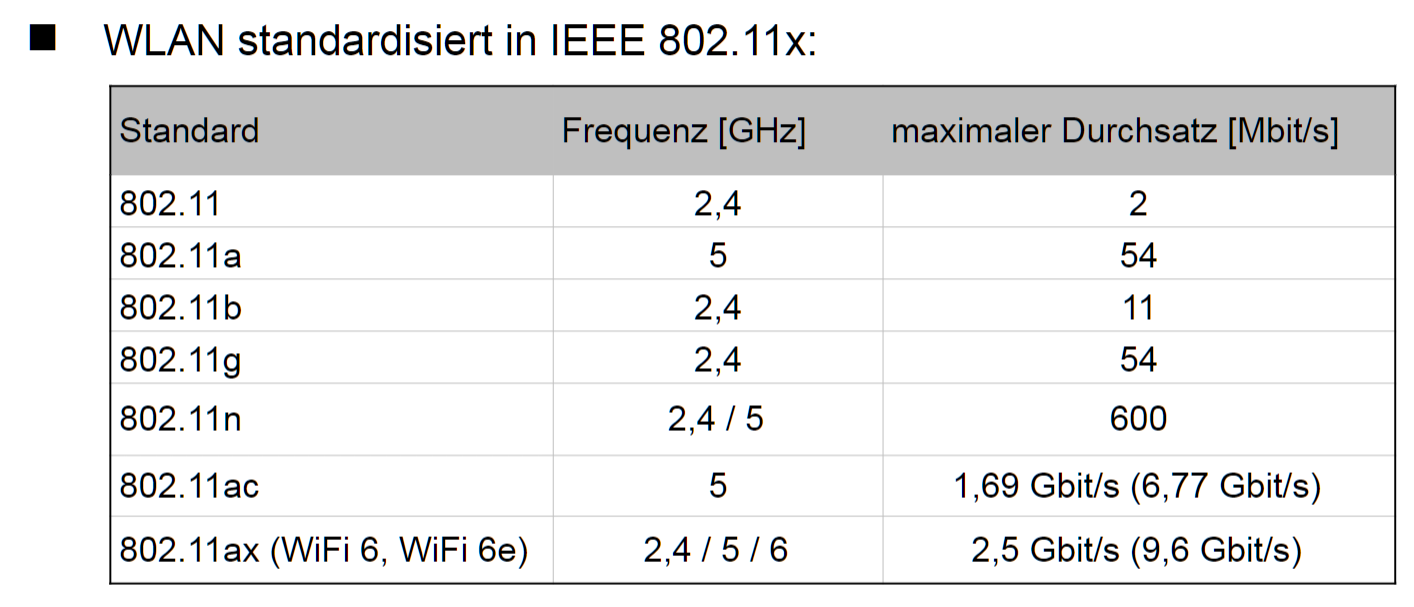 WLAN standardisiert in IEEE 802.11x:
Standard Frequenz [GHz] maximaler Durchsatz [Mbit/s]
802.11 2,4 2
802.11a 5 54
802.11b 2,4 11
802.11g 2,4 54
802.11n 2,4 / 5 600
802.11ac 5 1,69 Gbit/s (6,77 Gbit/s)
802.11ax (WiFi 6, WiFi 6e) 2,4 / 5 / 6 2,5 Gbit/s (9,6 Gbit/s)